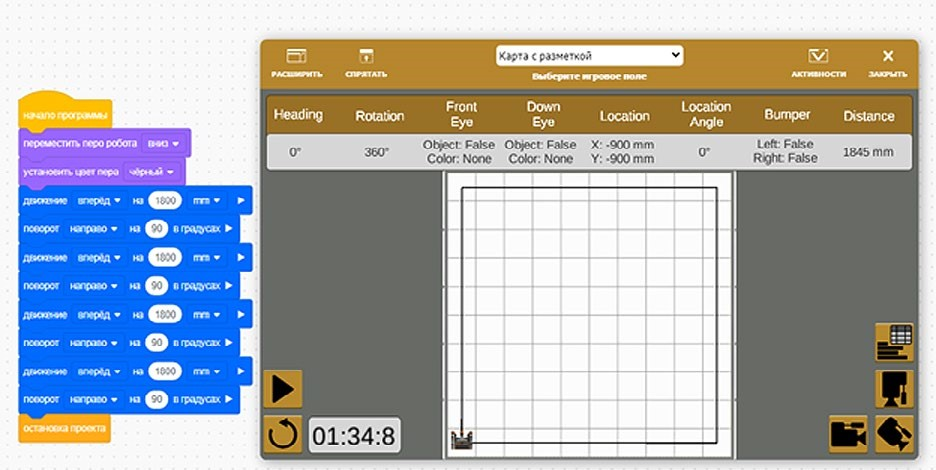 начало программы
переместить перо робота вниз
установить цвет пера чёрный
движение вперёд на 1800 mm
поворот направо на 90 в градусах
движение вперёд на 1800 mm
поворот направо на 90 в градусах
движение вперёд на 1800 mm
поворот направо на 90 в градусах
движение вперёд на 1800 mm
поворот направо на 90 в градусах
остановка проекта
РАСШИРИТЬ
СПРЯТАТЬ
Карта с разметкой
Выберите игровое поле
АКТИВНОСТИ
ЗАКРЫТЬ
Heading Rotation Front Eye Down Eye Location Location Angle Bumper Distance
0° 360° Object: False Object: False X: -900 mm 0° Left: False 1845 mm
Color: None Color: None Y: -900 mm Right: False
01:34:8